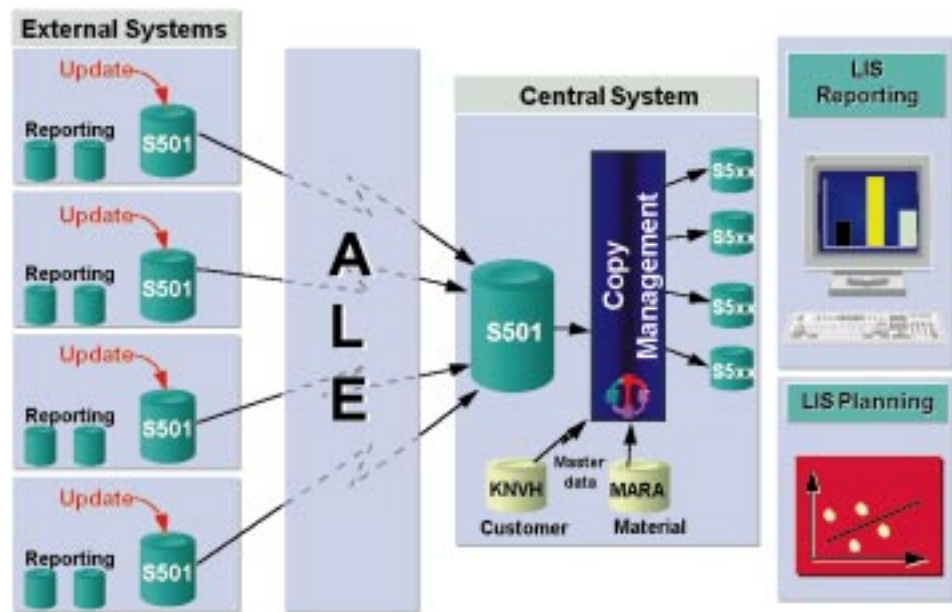 External Systems
Update
Reporting
S501
Update
Reporting
S501
Update
Reporting
S501
Update
Reporting
S501
A
L
E
Central System
S501
Copy
Management
S5xx
S5xx
S5xx
S5xx
KNVH
Customer
Master
data
MARA
Material
LIS
Reporting
LIS Planning